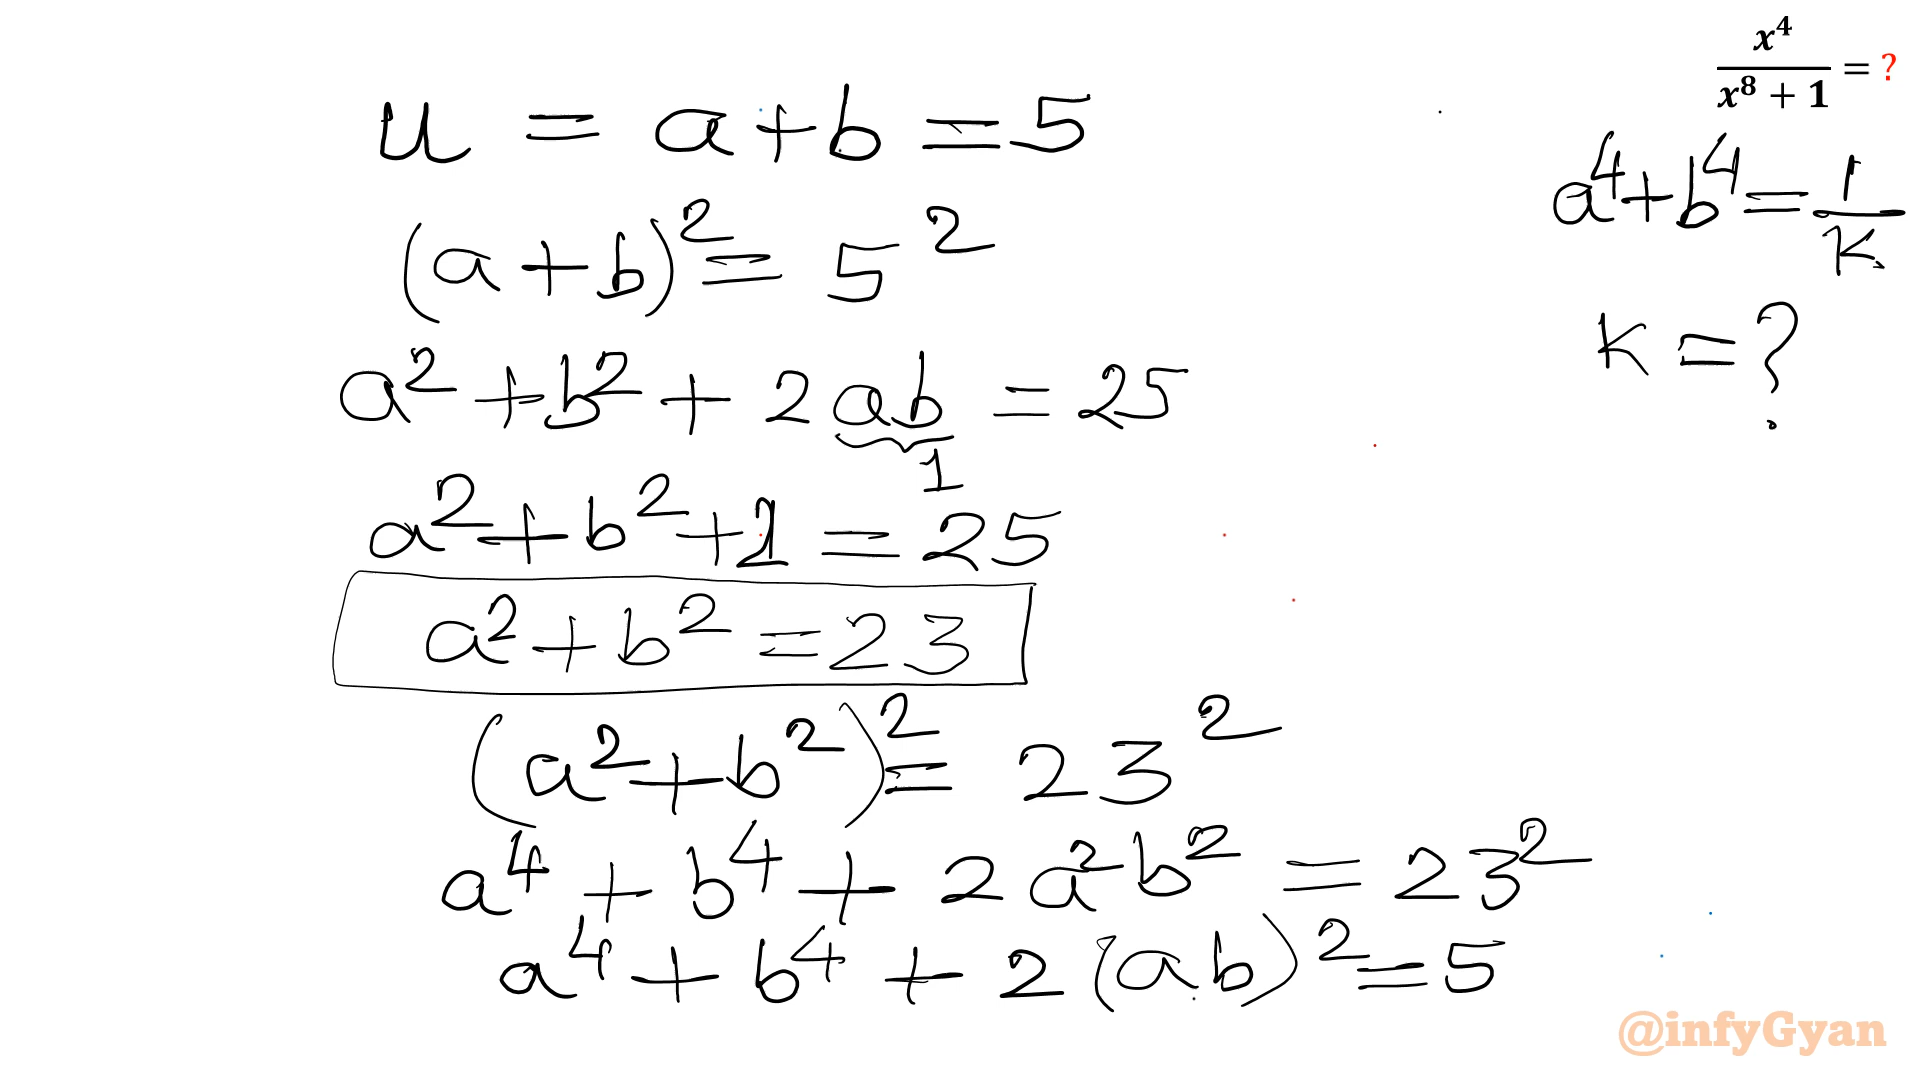 x⁴/(x⁸ + 1) = ?
a⁴+b⁴=1/K
K = ?
u = a+b=5
(a+b)² = 5²
a² + b² + 2ab = 25
1
a² + b² + 2 = 25
a² + b² = 23
(a² + b²)² = 23²
a⁴ + b⁴ + 2a²b² = 23²
a⁴ + b⁴ + 2(ab)² = 5
@infyGyan